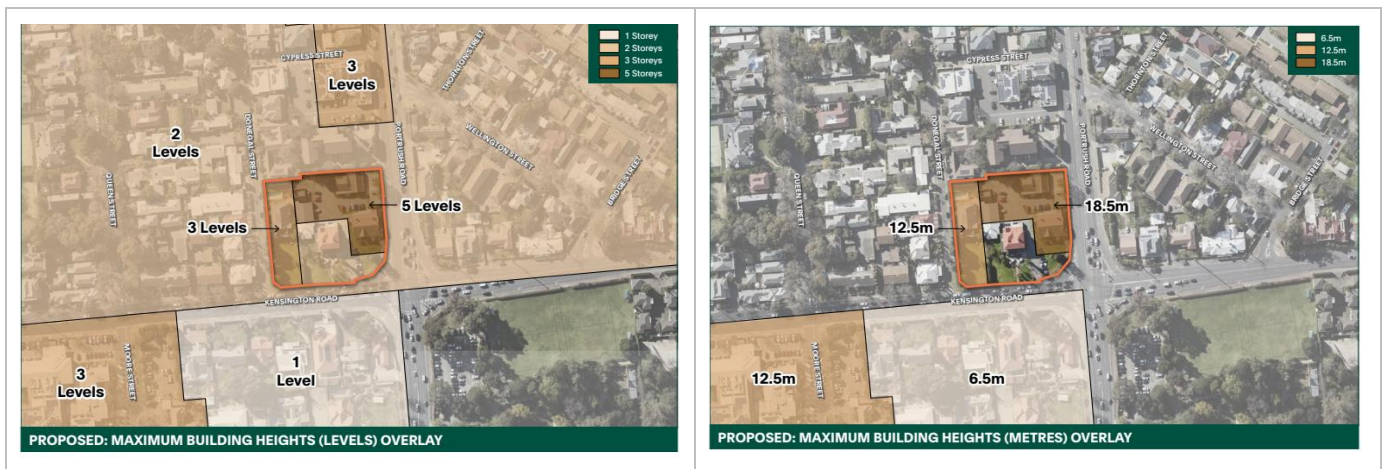 1 Storey
2 Storeys
3 Storeys
5 Storeys
CYPRESS STREET
THORNTON STREET
3
Levels
2
Levels
DONEGAL STREET
PORTRUSH ROAD
WELLINGTON STREET
BRIDGE STREET
QUEEN STREET
5 Levels
3 Levels
KENSINGTON ROAD
MOORE STREET
3
Levels
1
Level
PROPOSED: MAXIMUM BUILDING HEIGHTS (LEVELS) OVERLAY
6.5m
12.5m
18.5m
CYPRESS STREET
THORNTON STREET
DONEGAL STREET
PORTRUSH ROAD
WELLINGTON STREET
BRIDGE STREET
QUEEN STREET
18.5m
12.5m
KENSINGTON ROAD
MOORE STREET
12.5m
6.5m
PROPOSED: MAXIMUM BUILDING HEIGHTS (METRES) OVERLAY